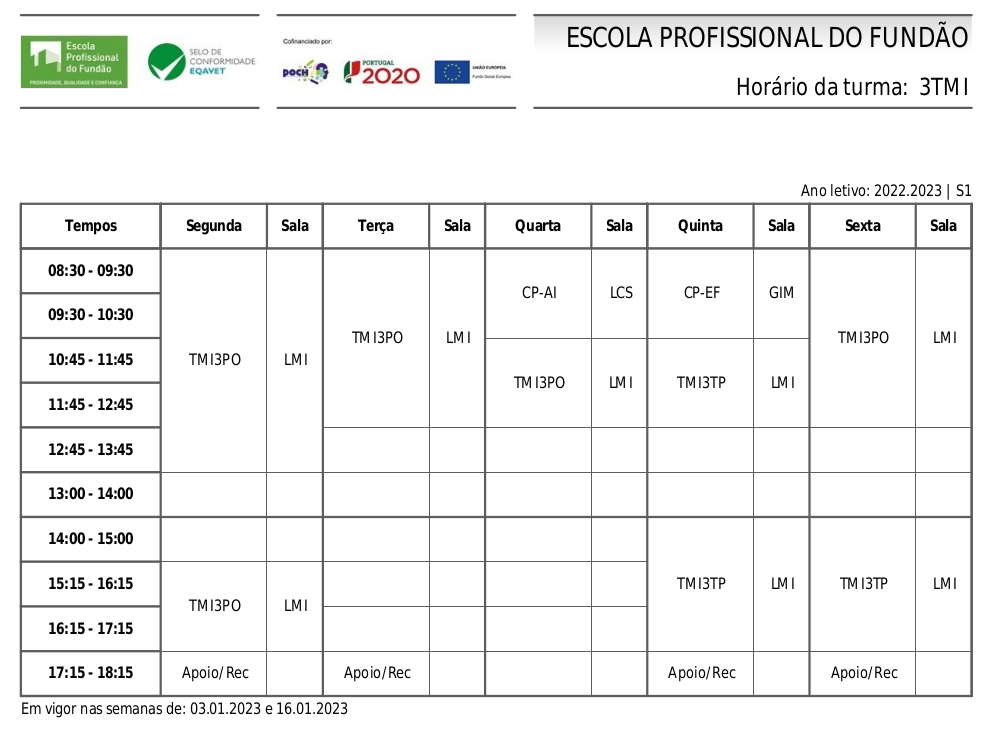 Escola
Profissional
do Fundão
PROXIMIDADE, QUALIDADE E CONFIANÇA
SELO DE
CONFORMIDADE
EQAVET
Cofinanciado por:
POCH
PORTUGAL
2020
UNIÃO EUROPEIA
Fundo Social Europeu
ESCOLA PROFISSIONAL DO FUNDÃO
Horário da turma: 3TMI
Ano letivo: 2022.2023 | S1
Tempos Segunda Sala Terça Sala Quarta Sala Quinta Sala Sexta Sala
08:30 - 09:30
CP-AI LCS CP-EF GIM
09:30 - 10:30
TMI3PO LMI TMI3PO LMI
10:45 - 11:45 TMI3PO LMI
TMI3PO LMI TMI3TP LMI
11:45 - 12:45
12:45 - 13:45
13:00 - 14:00
14:00 - 15:00
15:15 - 16:15 TMI3TP LMI TMI3TP LMI
TMI3PO LMI
16:15 - 17:15
17:15 - 18:15 Apoio/Rec Apoio/Rec Apoio/Rec Apoio/Rec
Em vigor nas semanas de: 03.01.2023 e 16.01.2023